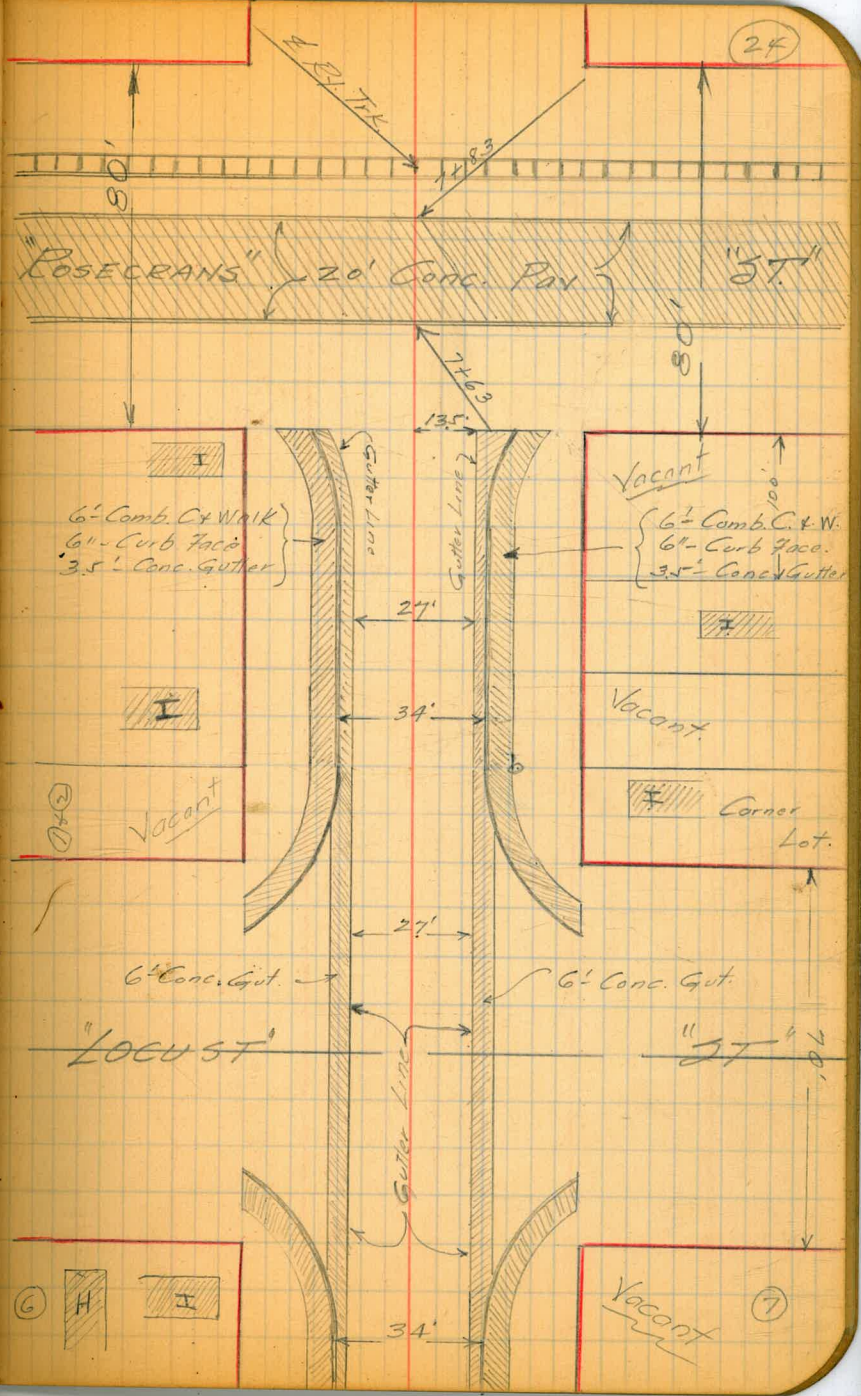 24
Rd. Trk.
7+83
80'
"ROSECRANS"
20' Conc. Pav
"ST."
80'
7+63
13.5'
Gutter Line
Gutter Line
H
Vacant
100'
6'-Comb. C & Walk
6"-Curb Face
3.5'-Conc. Gutter
6'-Comb. C. & W.
6"-Curb Face.
3.5'-Conc. Gutter
27'
H
34'
H
Vacant.
Vacant
H
Corner
Lot.
27'
6'-Conc. Gut.
6'-Conc. Gut.
"LOCUST"
"ST"
70'
Gutter Line
6
H
H
34'
Vacant
7